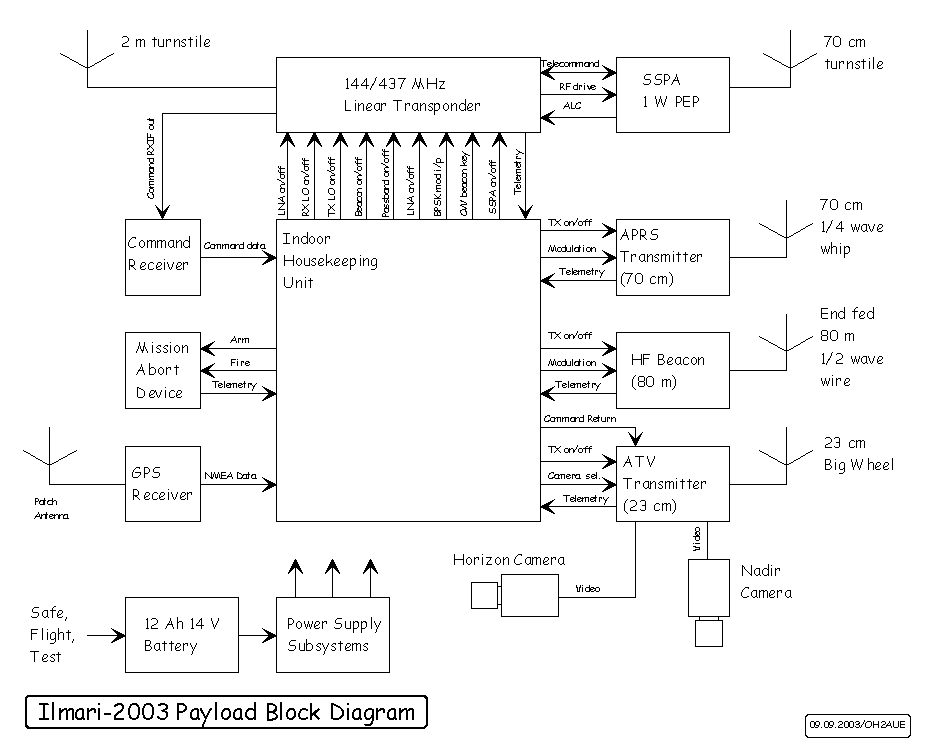 2 m turnstile
70 cm
turnstile
144/437 MHz
Linear Transponder
Telecommand
RF drive
ALC
SSPA
1 W PEP
Command RXIF out
LNA on/off
RX LO on/off
TX LO on/off
Beacon on/off
Passband on/off
LNA on/off
BPSK mod i/p
CW beacon key
SSPA on/off
Telemetry
Command
Receiver
Command data
Indoor
Housekeeping
Unit
TX on/off
Modulation
Telemetry
APRS
Transmitter
(70 cm)
70 cm
1/4 wave
whip
Mission
Abort
Device
Arm
Fire
Telemetry
TX on/off
Modulation
Telemetry
HF Beacon
(80 m)
End fed
80 m
1/2 wave
wire
Command Return
Patch
Antenna
GPS
Receiver
NMEA Data
TX on/off
Camera sel.
Telemetry
ATV
Transmitter
(23 cm)
23 cm
Big Wheel
Horizon Camera
Video
Video
Nadir
Camera
Safe,
Flight,
Test
12 Ah 14 V
Battery
Power Supply
Subsystems
Ilmari-2003 Payload Block Diagram
09.09.2003/OH2AUE